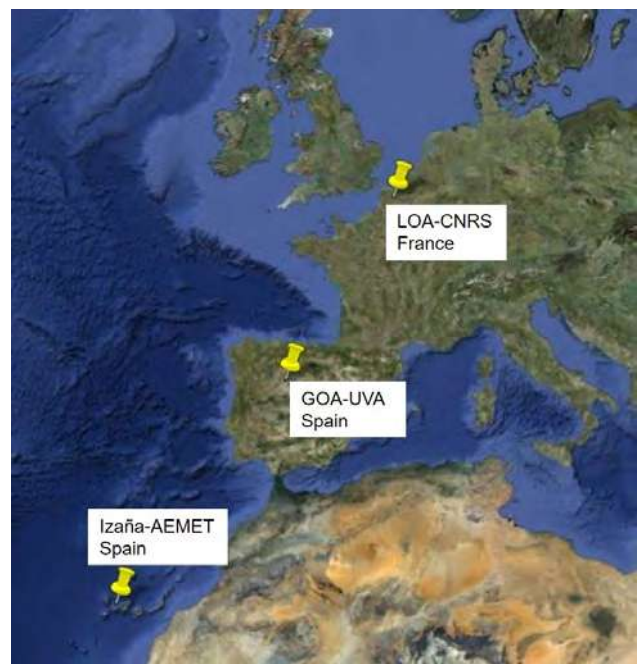 LOA-CNRS
France
GOA-UVA
Spain
Izaña-AEMET
Spain